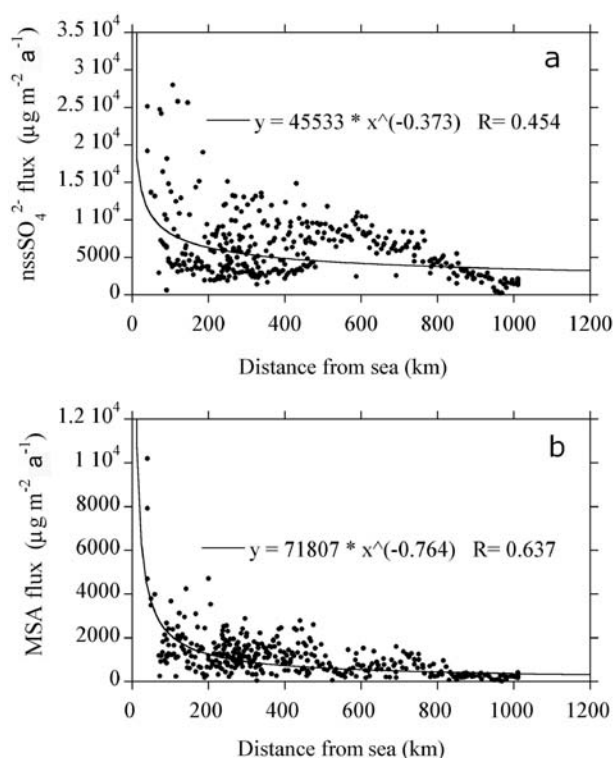 3.5 10⁴
3 10⁴
2.5 10⁴
2 10⁴
1.5 10⁴
1 10⁴
5000
0
nssSO₄²⁻ flux (µg m⁻² a⁻¹)
a
y = 45533 * x^(-0.373) R= 0.454
0 200 400 600 800 1000 1200
Distance from sea (km)
1.2 10⁴
1 10⁴
8000
6000
4000
2000
0
MSA flux (µg m⁻² a⁻¹)
b
y = 71807 * x^(-0.764) R= 0.637
0 200 400 600 800 1000 1200
Distance from sea (km)